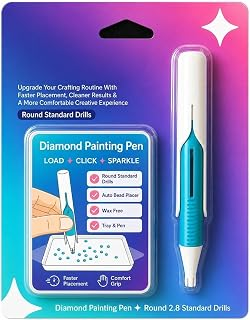 Upgrade Your Crafting Routine With
Faster Placement, Cleaner Results &
A More Comfortable Creative Experience
Round Standard Drills
Diamond Painting Pen
LOAD ✦ CLICK ✦ SPARKLE
Round Standard
Drills
Auto Bead Placer
Wax Free
Tray & Pen
Faster
Placement
Comfort
Grip
Diamond Painting Pen ✦ Round 2.8 Standard Drills